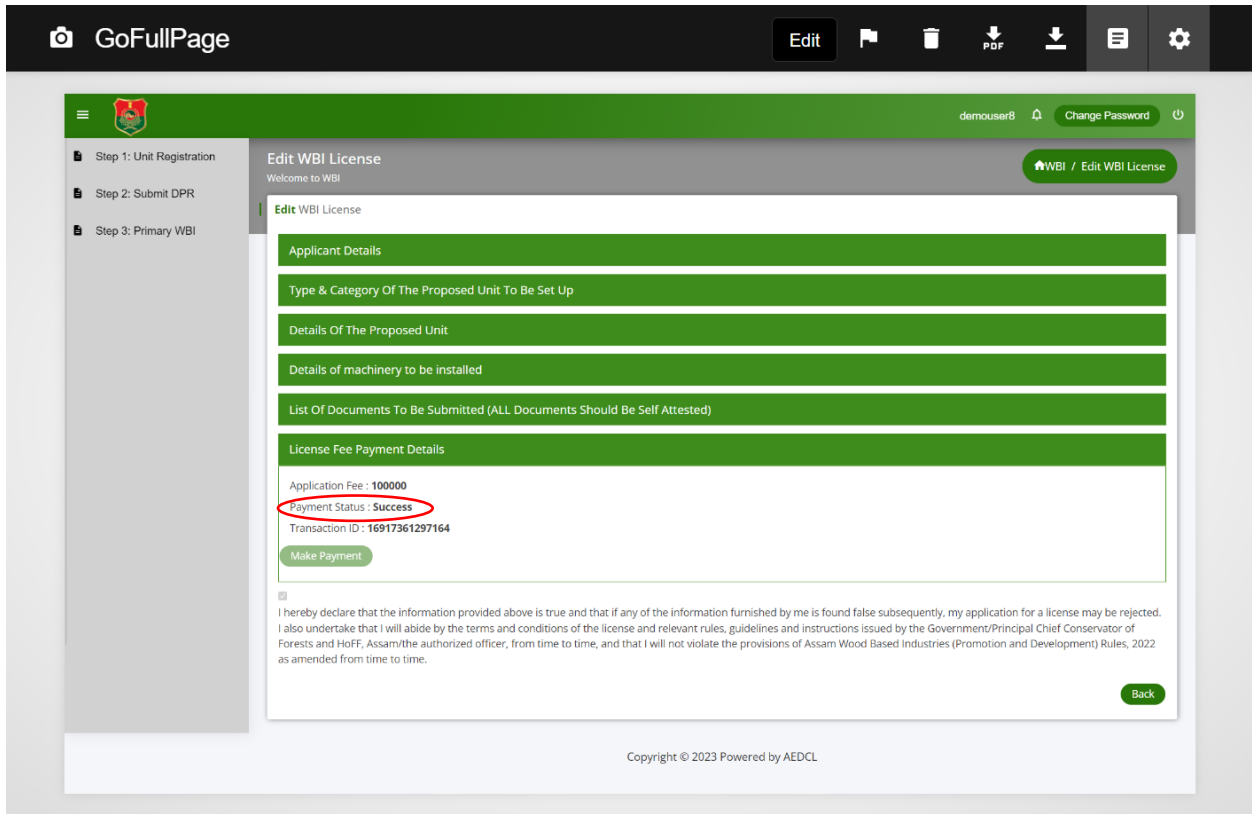 GoFullPage
Edit
PDF
demouser8
Change Password
Step 1: Unit Registration
Step 2: Submit DPR
Step 3: Primary WBI
Edit WBI License
Welcome to WBI
WBI / Edit WBI License
Edit WBI License
Applicant Details
Type & Category Of The Proposed Unit To Be Set Up
Details Of The Proposed Unit
Details of machinery to be installed
List Of Documents To Be Submitted (ALL Documents Should Be Self Attested)
License Fee Payment Details
Application Fee : 100000
Payment Status : Success
Transaction ID : 16917361297164
Make Payment
I hereby declare that the information provided above is true and that if any of the information furnished by me is found false subsequently, my application for a license may be rejected.
I also undertake that I will abide by the terms and conditions of the license and relevant rules, guidelines and instructions issued by the Government/Principal Chief Conservator of
Forests and HoFF, Assam/the authorized officer, from time to time, and that I will not violate the provisions of Assam Wood Based Industries (Promotion and Development) Rules, 2022
as amended from time to time.
Back
Copyright © 2023 Powered by AEDCL